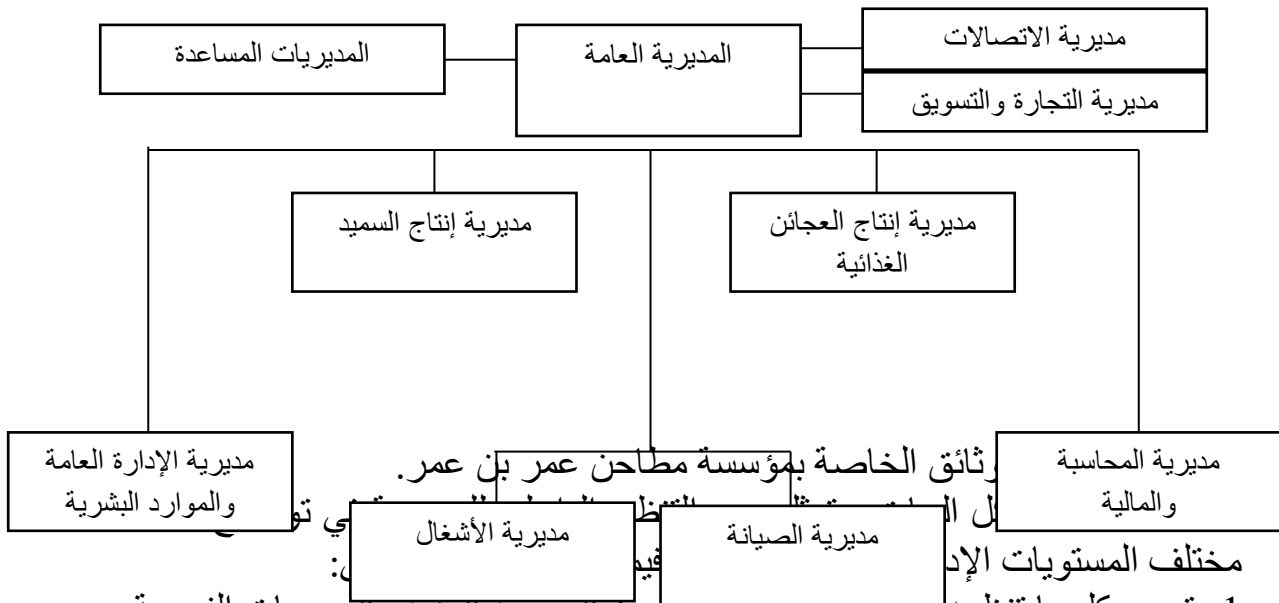 مديرية الاتصالات
المديرية العامة
المديريات المساعدة
مديرية التجارة والتسويق
مديرية إنتاج العجائن
الغذائية
مديرية إنتاج السميد
مديرية المحاسبة
والمالية
مديرية الإدارة العامة
والموارد البشرية
الخاصة بمؤسسة مطاحن عمر بن عمر.
مديرية الصيانة
مديرية الأشغال
مختلف المستويات